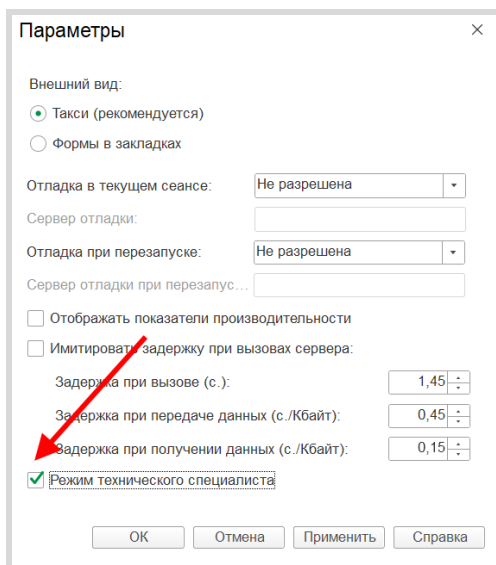 Параметры
Внешний вид:
Такси (рекомендуется)
Формы в закладках
Отладка в текущем сеансе: Не разрешена
Сервер отладки:
Отладка при перезапуске: Не разрешена
Сервер отладки при перезапус...
Отображать показатели производительности
Имитировать задержку при вызовах сервера:
Задержка при вызове (с.): 1,45
Задержка при передаче данных (с./Кбайт): 0,45
Задержка при получении данных (с./Кбайт): 0,15
Режим технического специалиста
ОК Отмена Применить Справка